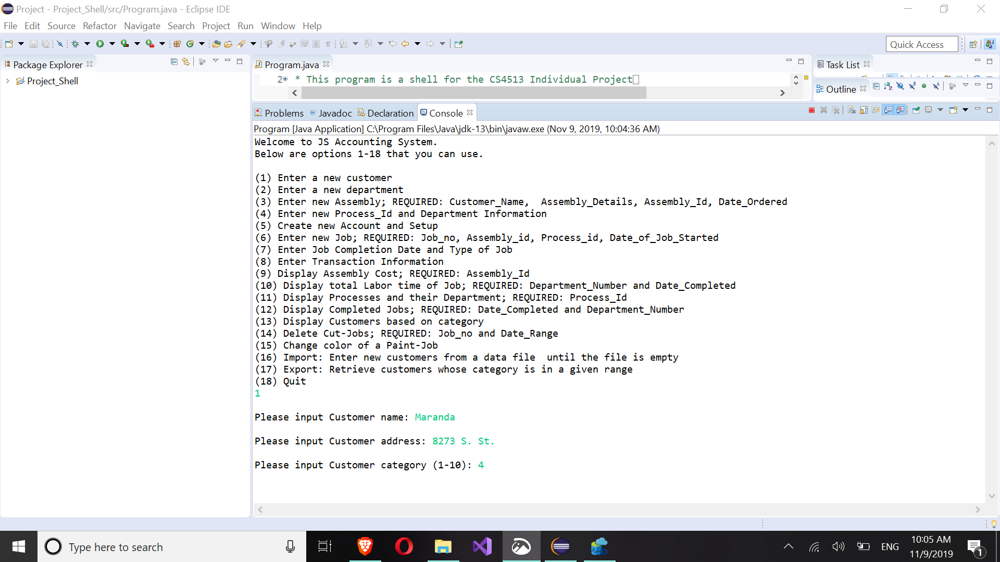 Project - Project_Shell/src/Program.java - Eclipse IDE
File Edit Source Refactor Navigate Search Project Run Window Help
Quick Access
Package Explorer
Project_Shell
Program.java
2 * This program is a shell for the CS4513 Individual Project
Task List
Outline
Problems @ Javadoc Declaration Console
Program [Java Application] C:\Program Files\Java\jdk-13\bin\javaw.exe (Nov 9, 2019, 10:04:36 AM)
Welcome to JS Accounting System.
Below are options 1-18 that you can use.
(1) Enter a new customer
(2) Enter a new department
(3) Enter new Assembly; REQUIRED: Customer_Name,  Assembly_Details, Assembly_Id, Date_Ordered
(4) Enter new Process_Id and Department Information
(5) Create new Account and Setup
(6) Enter new Job; REQUIRED: Job_no, Assembly_id, Process_id, Date_of_Job_Started
(7) Enter Job Completion Date and Type of Job
(8) Enter Transaction Information
(9) Display Assembly Cost; REQUIRED: Assembly_Id
(10) Display total Labor time of Job; REQUIRED: Department_Number and Date_Completed
(11) Display Processes and their Department; REQUIRED: Process_Id
(12) Display Completed Jobs; REQUIRED: Date_Completed and Department_Number
(13) Display Customers based on category
(14) Delete Cut-Jobs; REQUIRED: Job_no and Date_Range
(15) Change color of a Paint-Job
(16) Import: Enter new customers from a data file  until the file is empty
(17) Export: Retrieve customers whose category is in a given range
(18) Quit
1
Please input Customer name: Maranda
Please input Customer address: 8273 S. St.
Please input Customer category (1-10): 4
Type here to search
ENG
10:05 AM
11/9/2019
1